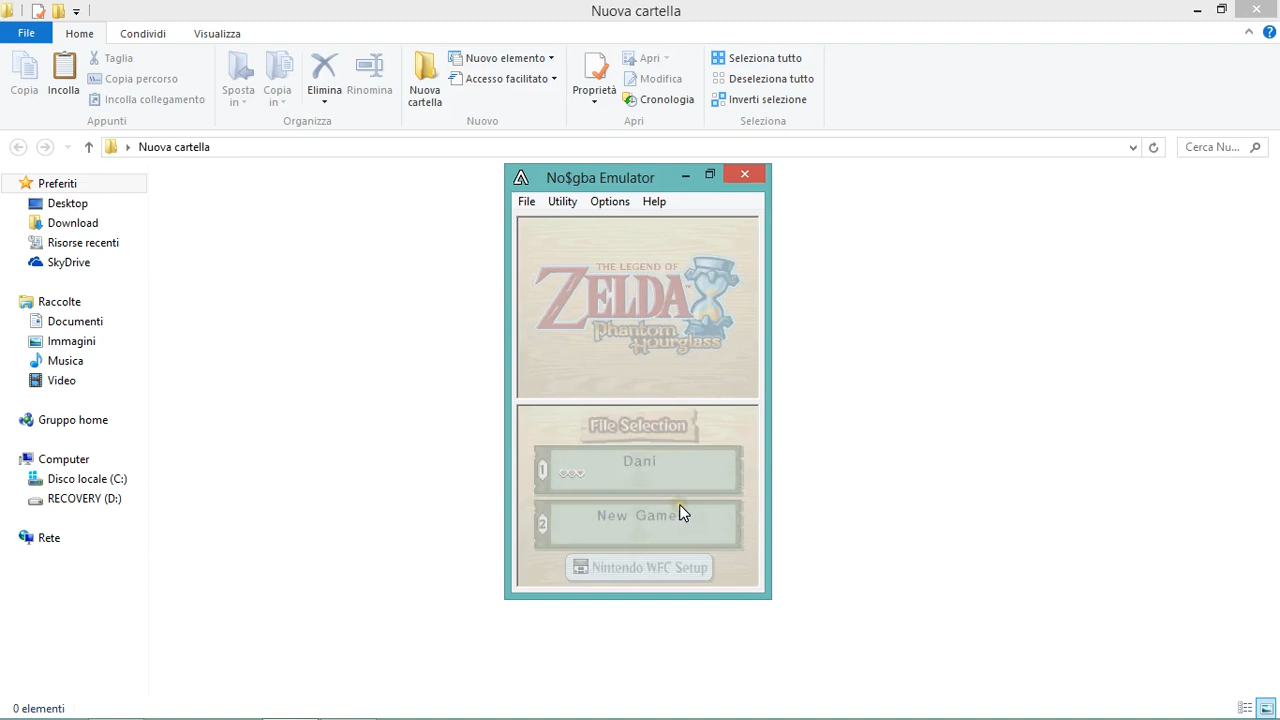 Nuova cartella
File Home Condividi Visualizza
Copia
Incolla
Taglia
Copia percorso
Incolla collegamento
Appunti
Sposta in
Copia in
Elimina
Rinomina
Organizza
Nuova cartella
Nuovo elemento
Accesso facilitato
Nuovo
Proprietà
Apri
Modifica
Cronologia
Apri
Seleziona tutto
Deseleziona tutto
Inverti selezione
Seleziona
Nuova cartella
Cerca Nu...
Preferiti
Desktop
Download
Risorse recenti
SkyDrive
Raccolte
Documenti
Immagini
Musica
Video
Gruppo home
Computer
Disco locale (C:)
RECOVERY (D:)
Rete
0 elementi
No$gba Emulator
File Utility Options Help
THE LEGEND OF
ZELDA
Phantom
Hourglass
File Selection
1 Dani
2 New Game
Nintendo WFC Setup